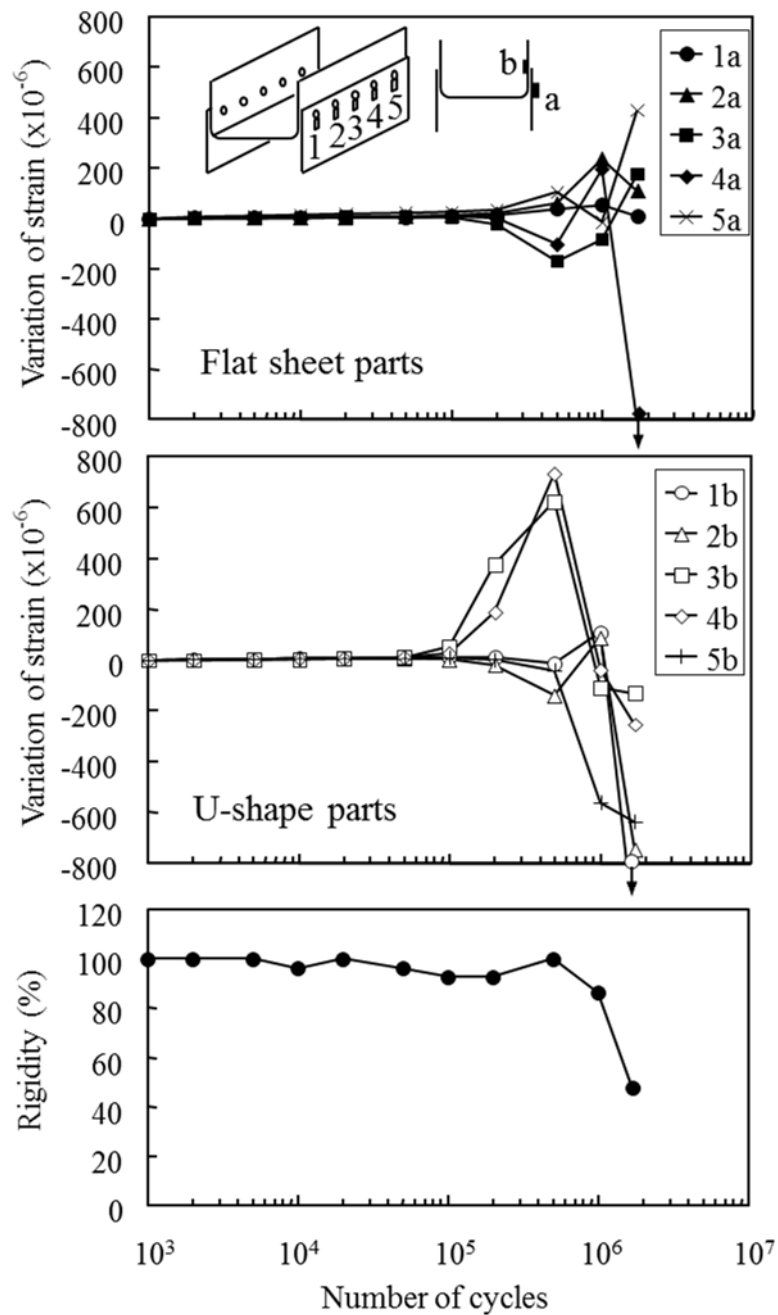 800
600
400
200
0
-200
-400
-600
-800
Variation of strain (x10⁻⁶)
1 2 3 4 5
b
a
1a
2a
3a
4a
5a
Flat sheet parts
10⁷
800
600
400
200
0
-200
-400
-600
-800
Variation of strain (x10⁻⁶)
1b
2b
3b
4b
5b
U-shape parts
120
100
80
60
40
20
0
Rigidity (%)
10³ 10⁴ 10⁵ 10⁶ 10⁷
Number of cycles